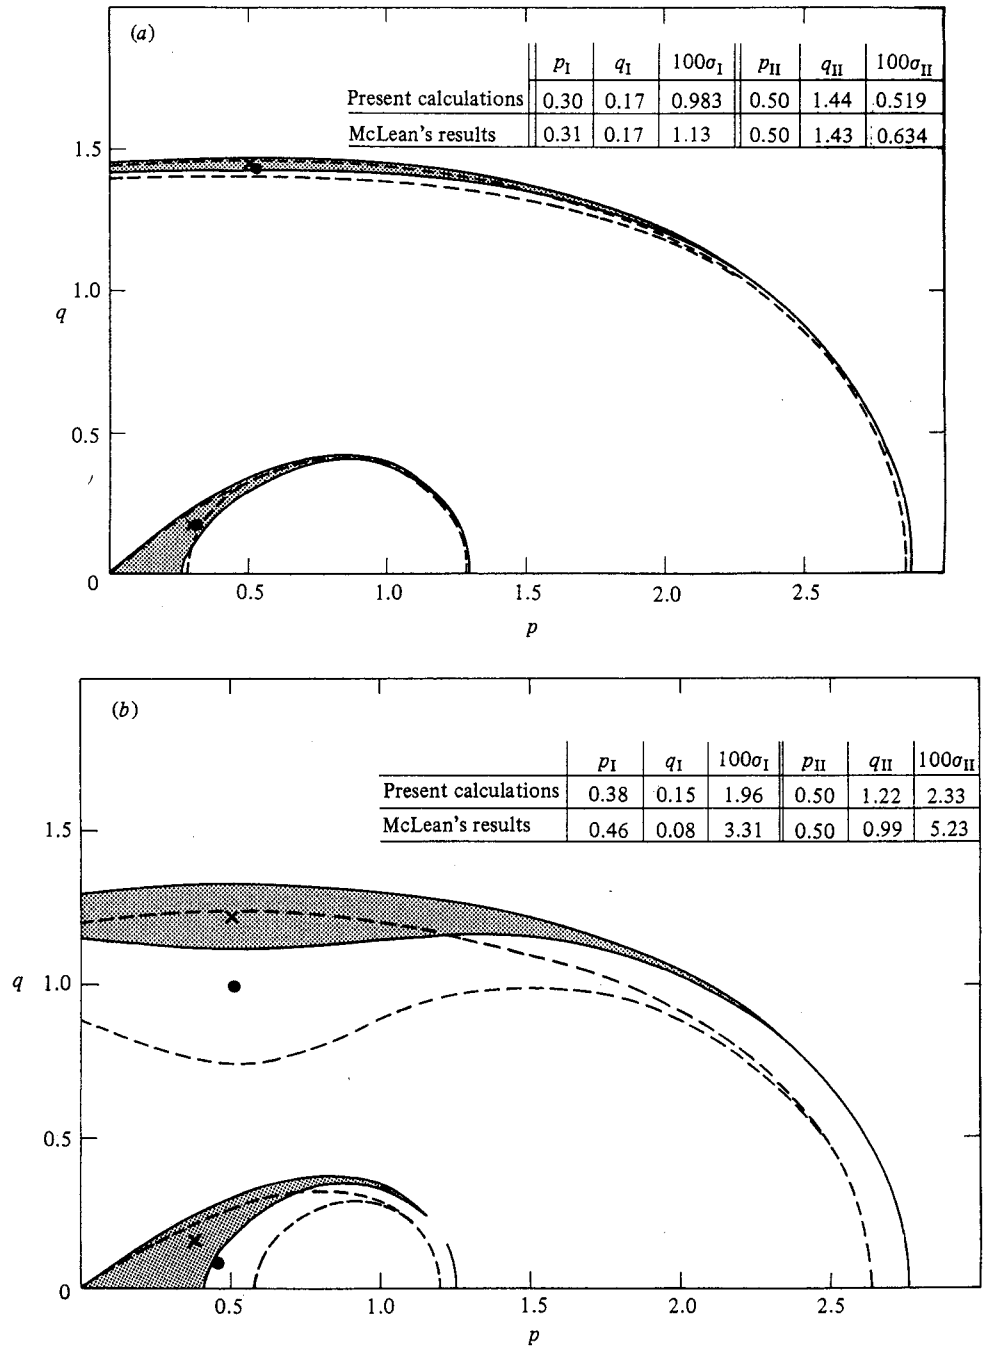 (a)
p_I q_I 100σ_I p_II q_II 100σ_II
Present calculations 0.30 0.17 0.983 0.50 1.44 0.519
McLean's results 0.31 0.17 1.13 0.50 1.43 0.634
1.5
1.0
q
0.5
0
0.5 1.0 1.5 2.0 2.5
p
(b)
p_I q_I 100σ_I p_II q_II 100σ_II
Present calculations 0.38 0.15 1.96 0.50 1.22 2.33
McLean's results 0.46 0.08 3.31 0.50 0.99 5.23
1.5
q 1.0
0.5
0
0.5 1.0 1.5 2.0 2.5
p